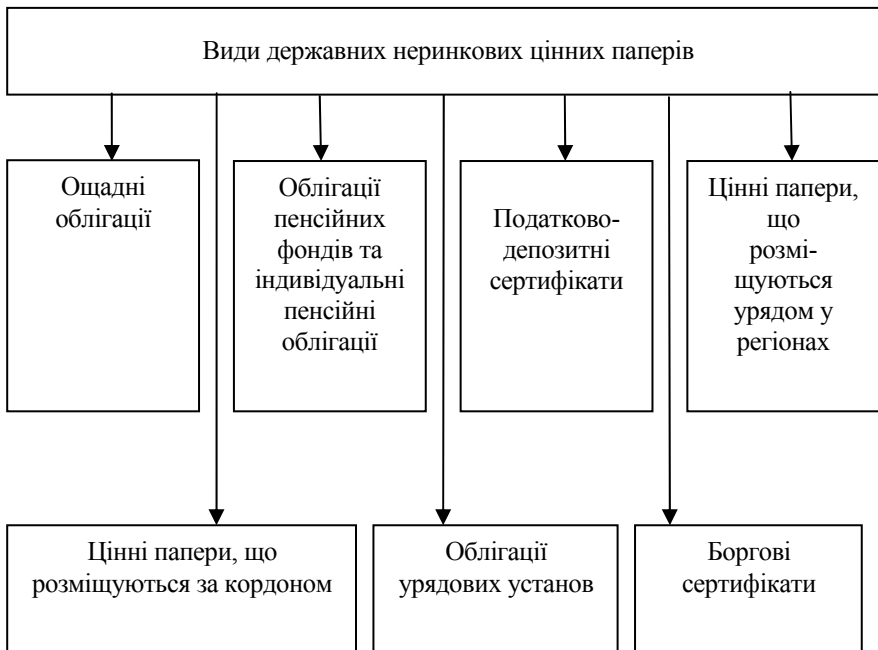 Види державних неринкових цінних паперів
Ощадні
облігації
Облігації
пенсійних
фондів та
індивідуальні
пенсійні
облігації
Податково-
депозитні
сертифікати
Цінні папери,
що
розмі-
щуються
урядом у
регіонах
Цінні папери, що
розміщуються за кордоном
Облігації
урядових установ
Боргові
сертифікати